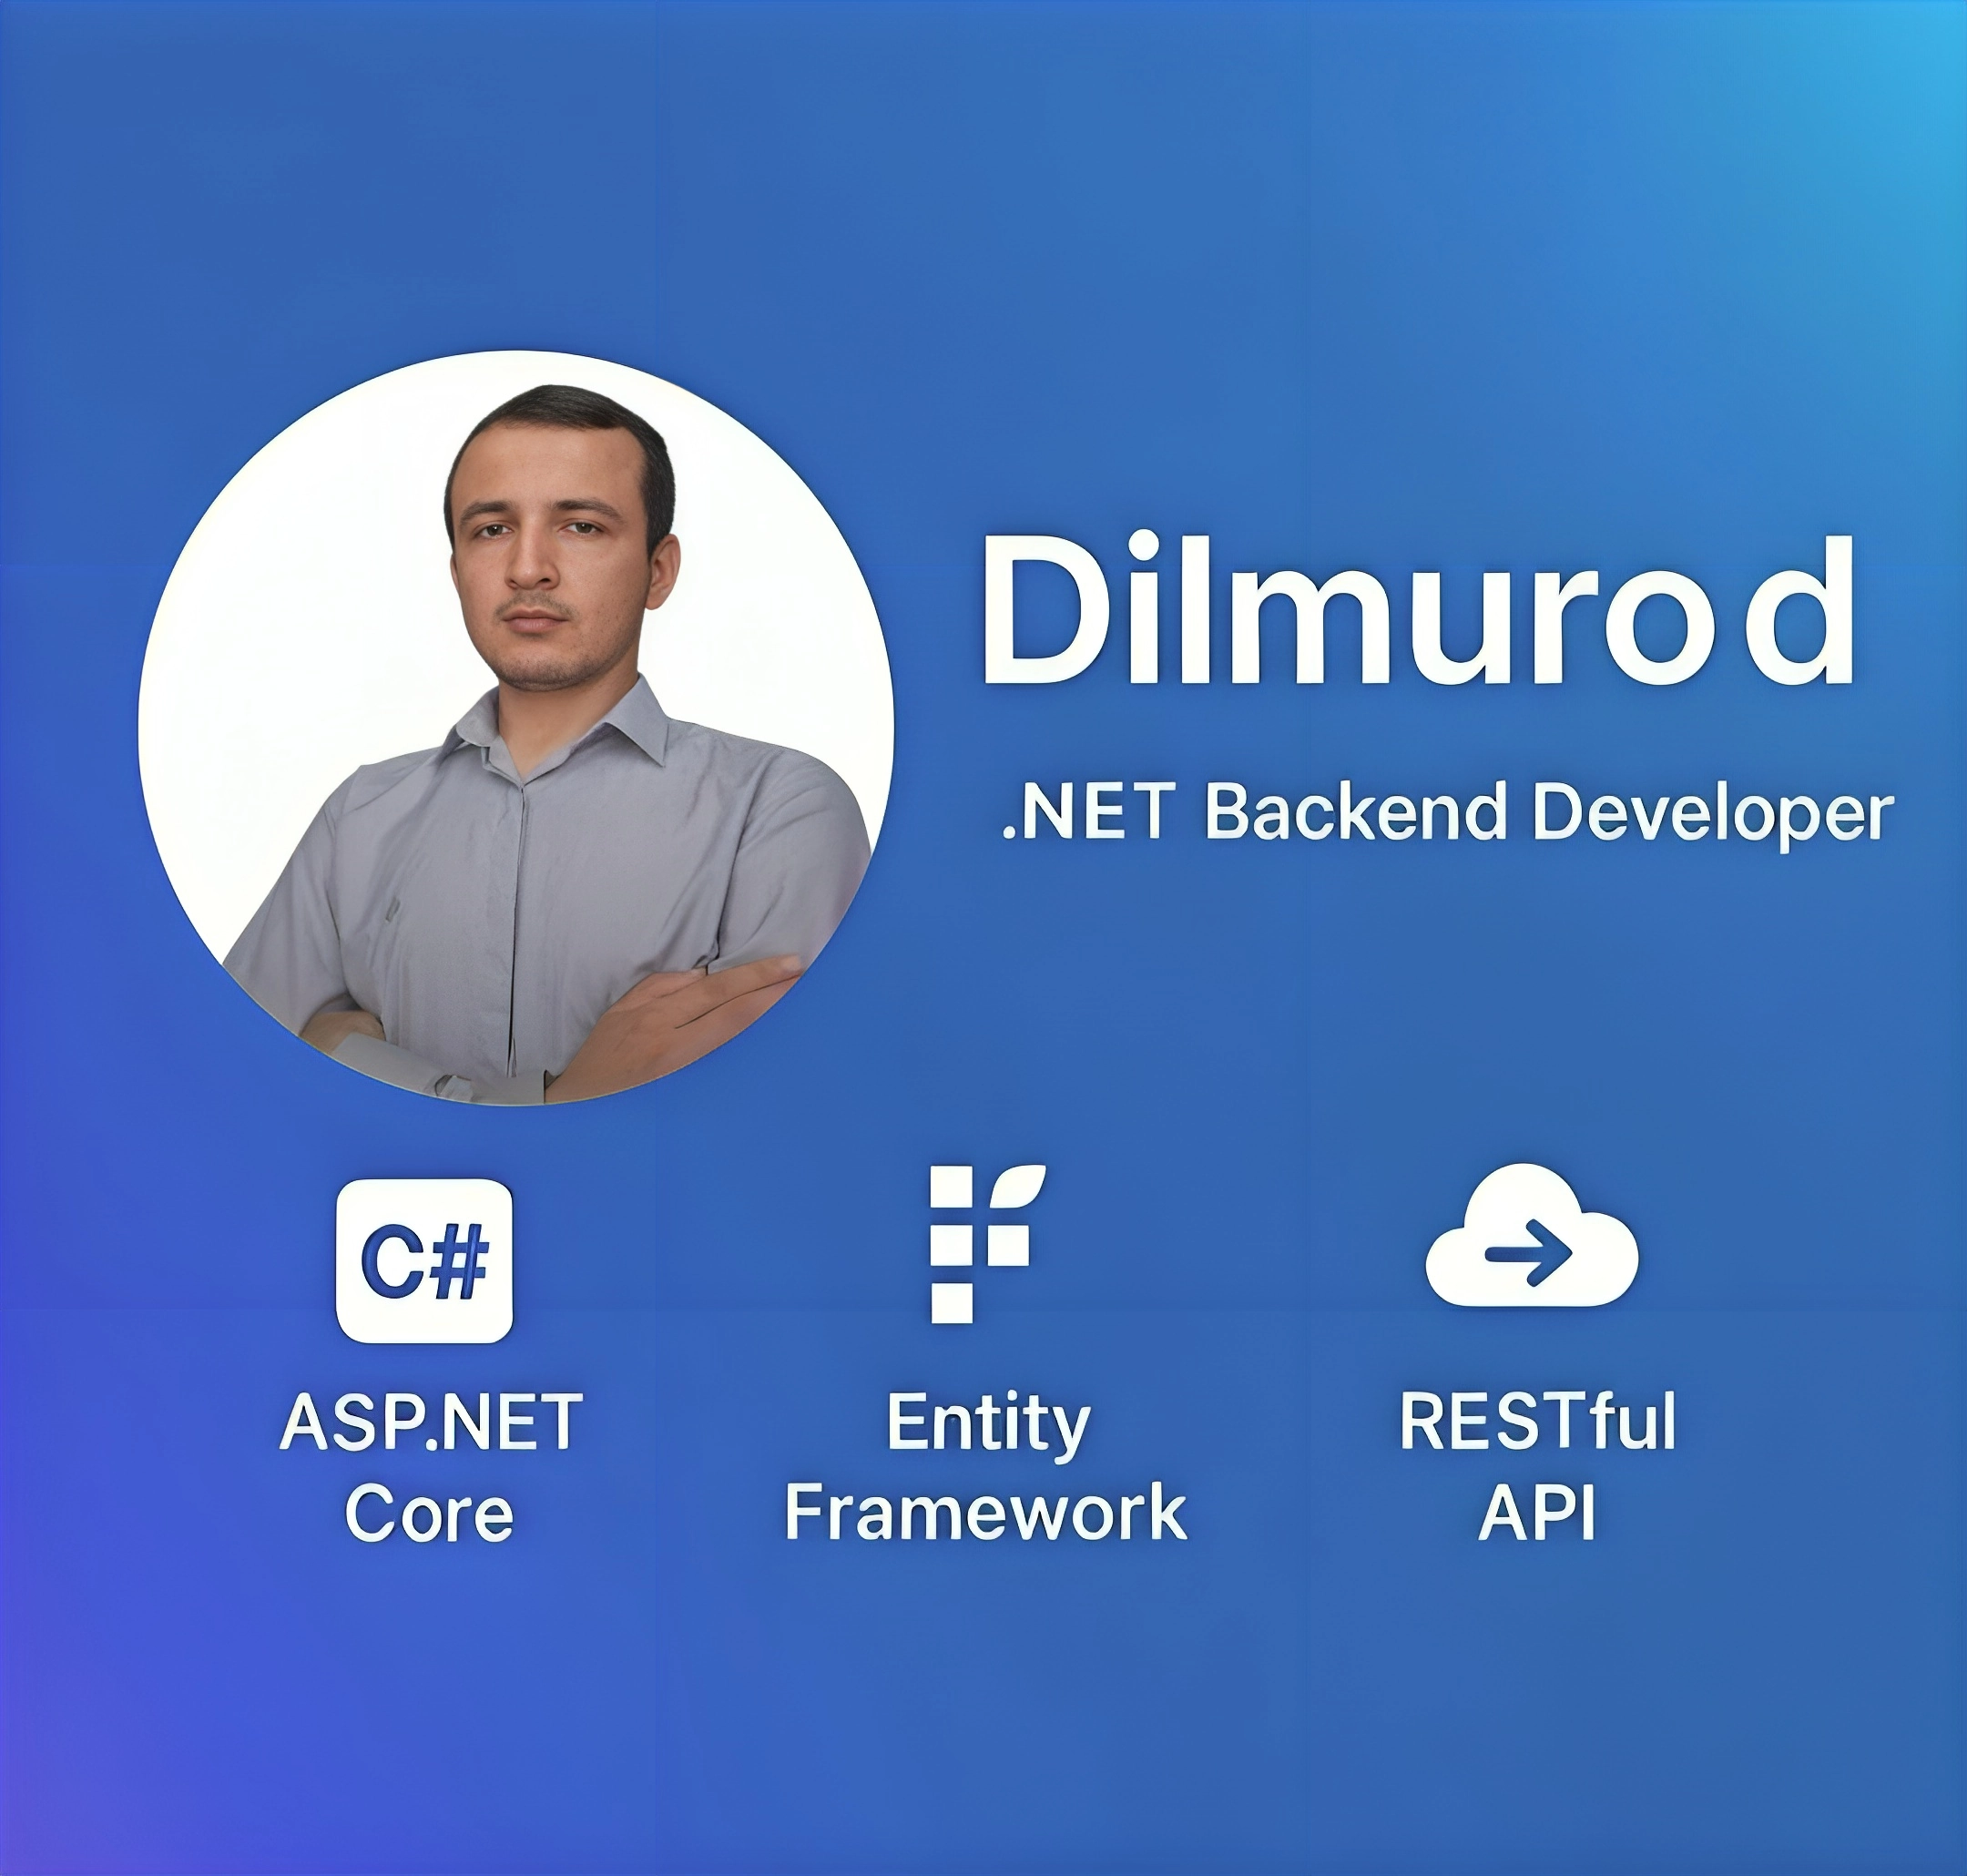 Dilmurod
.NET Backend Developer
C#
ASP.NET
Core
Entity
Framework
RESTful
API